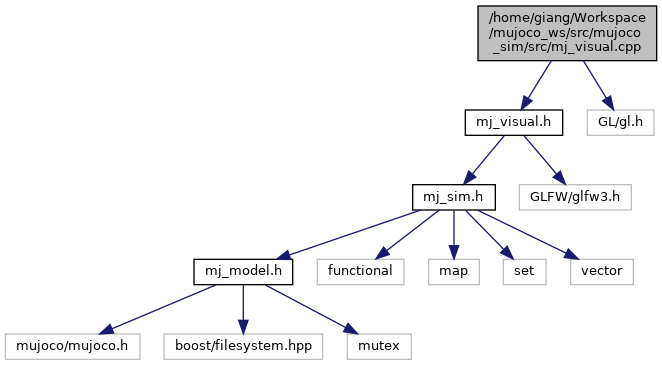 /home/giang/Workspace
/mujoco_ws/src/mujoco
_sim/src/mj_visual.cpp
mj_visual.h
GL/gl.h
mj_sim.h
GLFW/glfw3.h
mj_model.h
functional
map
set
vector
mujoco/mujoco.h
boost/filesystem.hpp
mutex